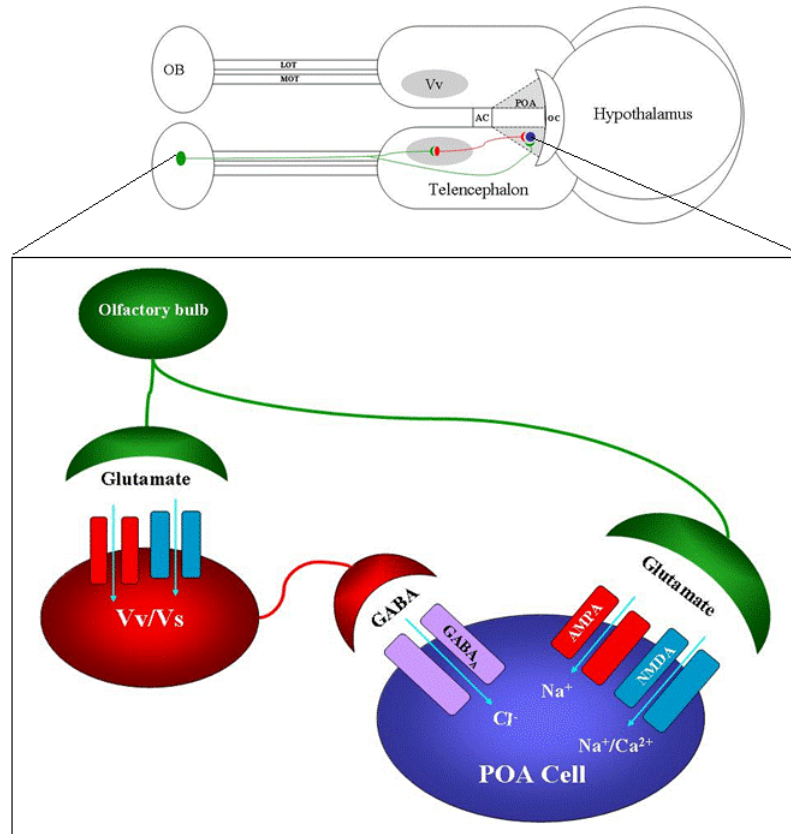 OB
LOT
MOT
Vv
POA
AC
OC
Hypothalamus
Telencephalon
Olfactory bulb
Glutamate
Vv/Vs
GABA
GABA_A
Cl⁻
Glutamate
AMPA
NMDA
Na⁺
Na⁺/Ca²⁺
POA Cell